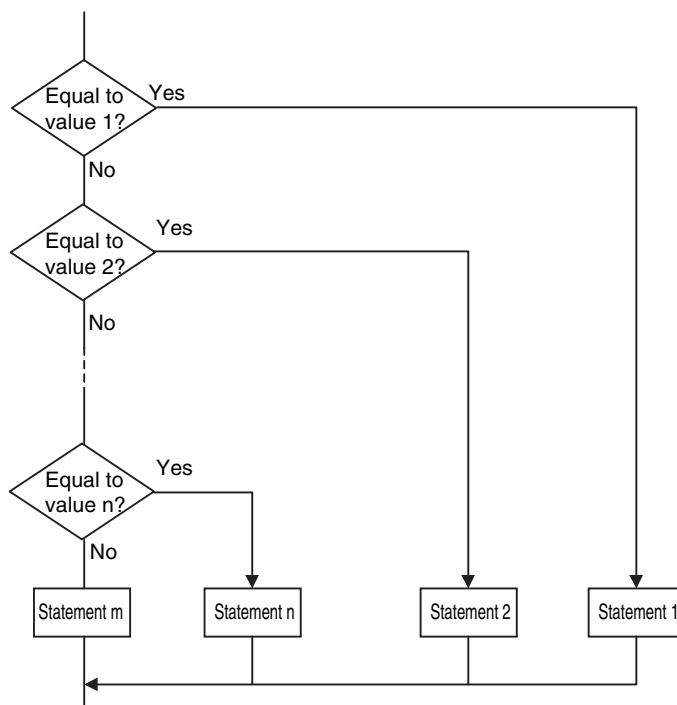 Equal to
value 1?
Yes
No
Equal to
value 2?
Yes
No
Equal to
value n?
Yes
No
Statement m
Statement n
Statement 2
Statement 1